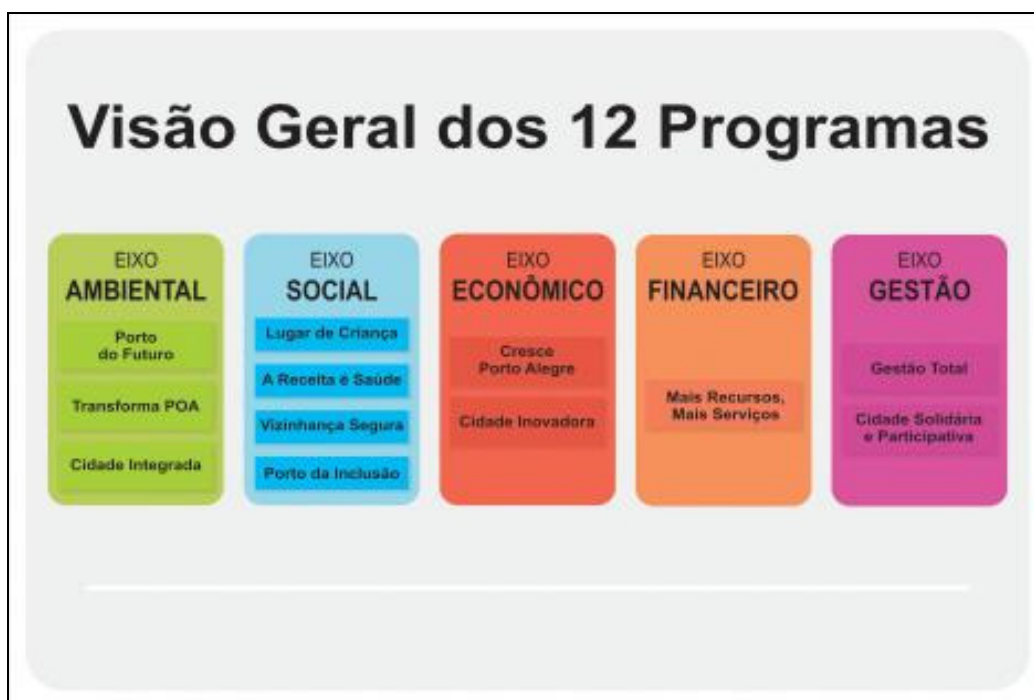 Visão Geral dos 12 Programas
EIXO
AMBIENTAL
Porto
do Futuro
Transforma POA
Cidade Integrada
EIXO
SOCIAL
Lugar de Criança
A Receita é Saúde
Vizinhança Segura
Porto da Inclusão
EIXO
ECONÔMICO
Cresce
Porto Alegre
Cidade Inovadora
EIXO
FINANCEIRO
Mais Recursos,
Mais Serviços
EIXO
GESTÃO
Gestão Total
Cidade Solidária
e Participativa